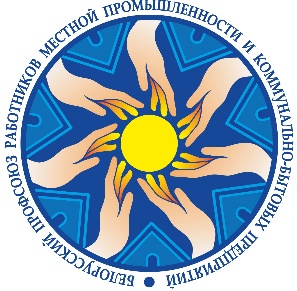 БЕЛОРУССКИЙ ПРОФСОЮЗ РАБОТНИКОВ МЕСТНОЙ ПРОМЫШЛЕННОСТИ И КОММУНАЛЬНО-БЫТОВЫХ ПРЕДПРИЯТИЙ